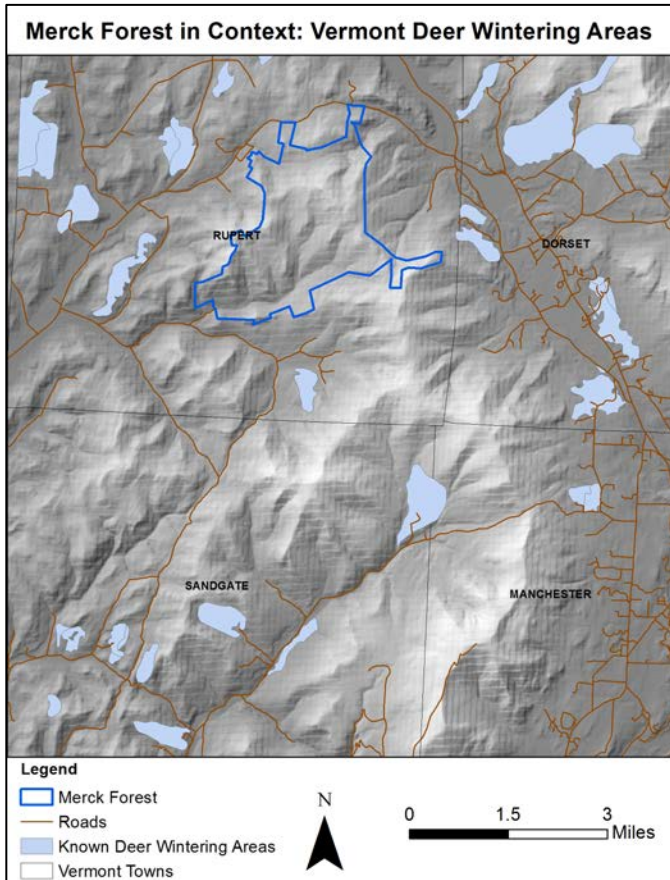 Merck Forest in Context: Vermont Deer Wintering Areas
RUPERT
DORSET
SANDGATE
MANCHESTER
Legend
Merck Forest
Roads
Known Deer Wintering Areas
Vermont Towns
N
0 1.5 3
Miles